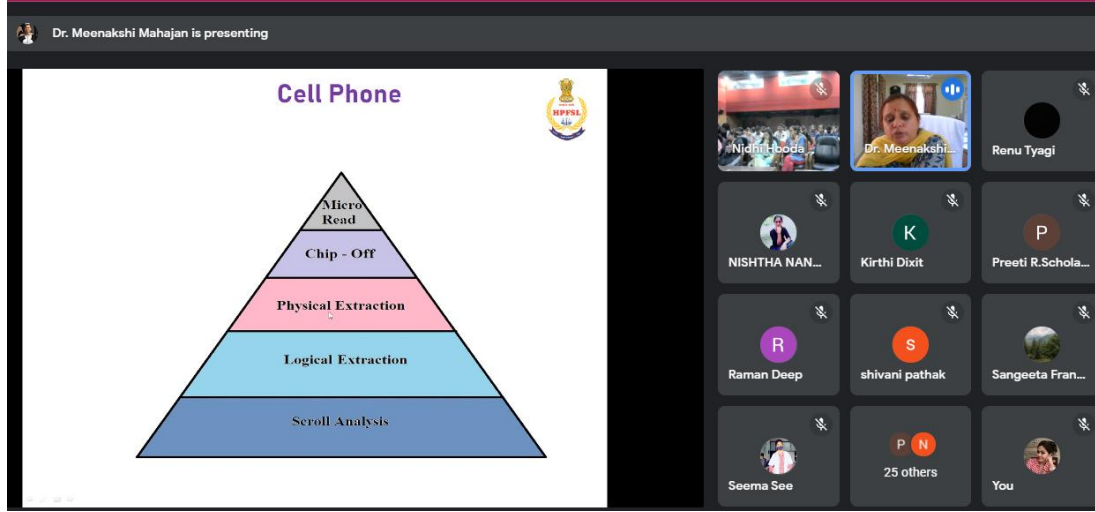 Dr. Meenakshi Mahajan is presenting
Cell Phone
HPFSL
Micro
Read
Chip - Off
Physical Extraction
Logical Extraction
Scroll Analysis
Nidhi Hooda
Dr. Meenakshi...
Renu Tyagi
NISHTHA NAN...
K
Kirthi Dixit
P
Preeti R.Schola...
R
Raman Deep
s
shivani pathak
Sangeeta Fran...
Seema See
P N
25 others
You